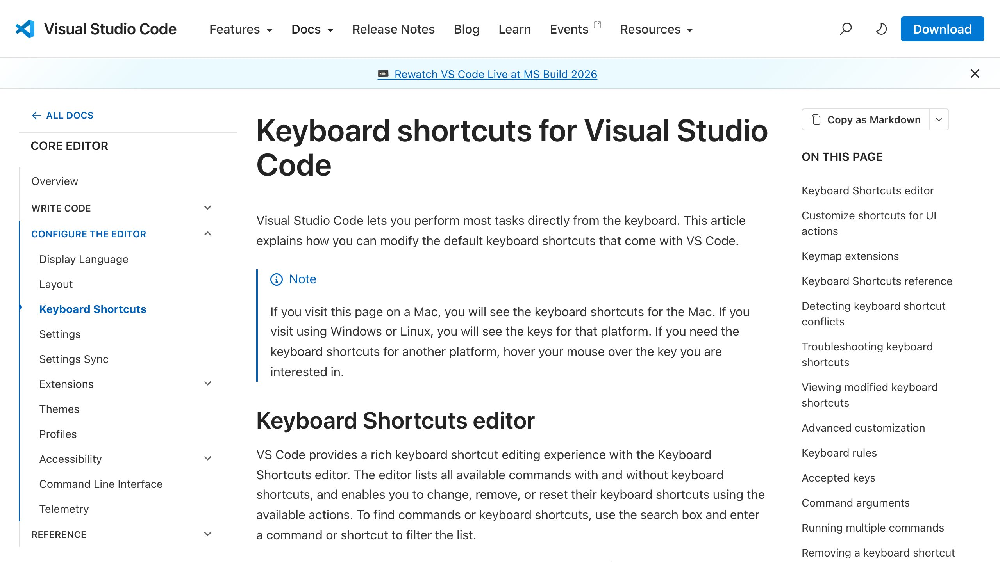 Visual Studio Code
Features
Docs
Release Notes
Blog
Learn
Events
Resources
Download
Rewatch VS Code Live at MS Build 2026
ALL DOCS
CORE EDITOR
Overview
WRITE CODE
CONFIGURE THE EDITOR
Display Language
Layout
Keyboard Shortcuts
Settings
Settings Sync
Extensions
Themes
Profiles
Accessibility
Command Line Interface
Telemetry
REFERENCE
Keyboard shortcuts for Visual Studio
Code
Visual Studio Code lets you perform most tasks directly from the keyboard. This article
explains how you can modify the default keyboard shortcuts that come with VS Code.
Note
If you visit this page on a Mac, you will see the keyboard shortcuts for the Mac. If you
visit using Windows or Linux, you will see the keys for that platform. If you need the
keyboard shortcuts for another platform, hover your mouse over the key you are
interested in.
Keyboard Shortcuts editor
VS Code provides a rich keyboard shortcut editing experience with the Keyboard
Shortcuts editor. The editor lists all available commands with and without keyboard
shortcuts, and enables you to change, remove, or reset their keyboard shortcuts using the
available actions. To find commands or keyboard shortcuts, use the search box and enter
a command or shortcut to filter the list.
Copy as Markdown
ON THIS PAGE
Keyboard Shortcuts editor
Customize shortcuts for UI
actions
Keymap extensions
Keyboard Shortcuts reference
Detecting keyboard shortcut
conflicts
Troubleshooting keyboard
shortcuts
Viewing modified keyboard
shortcuts
Advanced customization
Keyboard rules
Accepted keys
Command arguments
Running multiple commands
Removing a keyboard shortcut